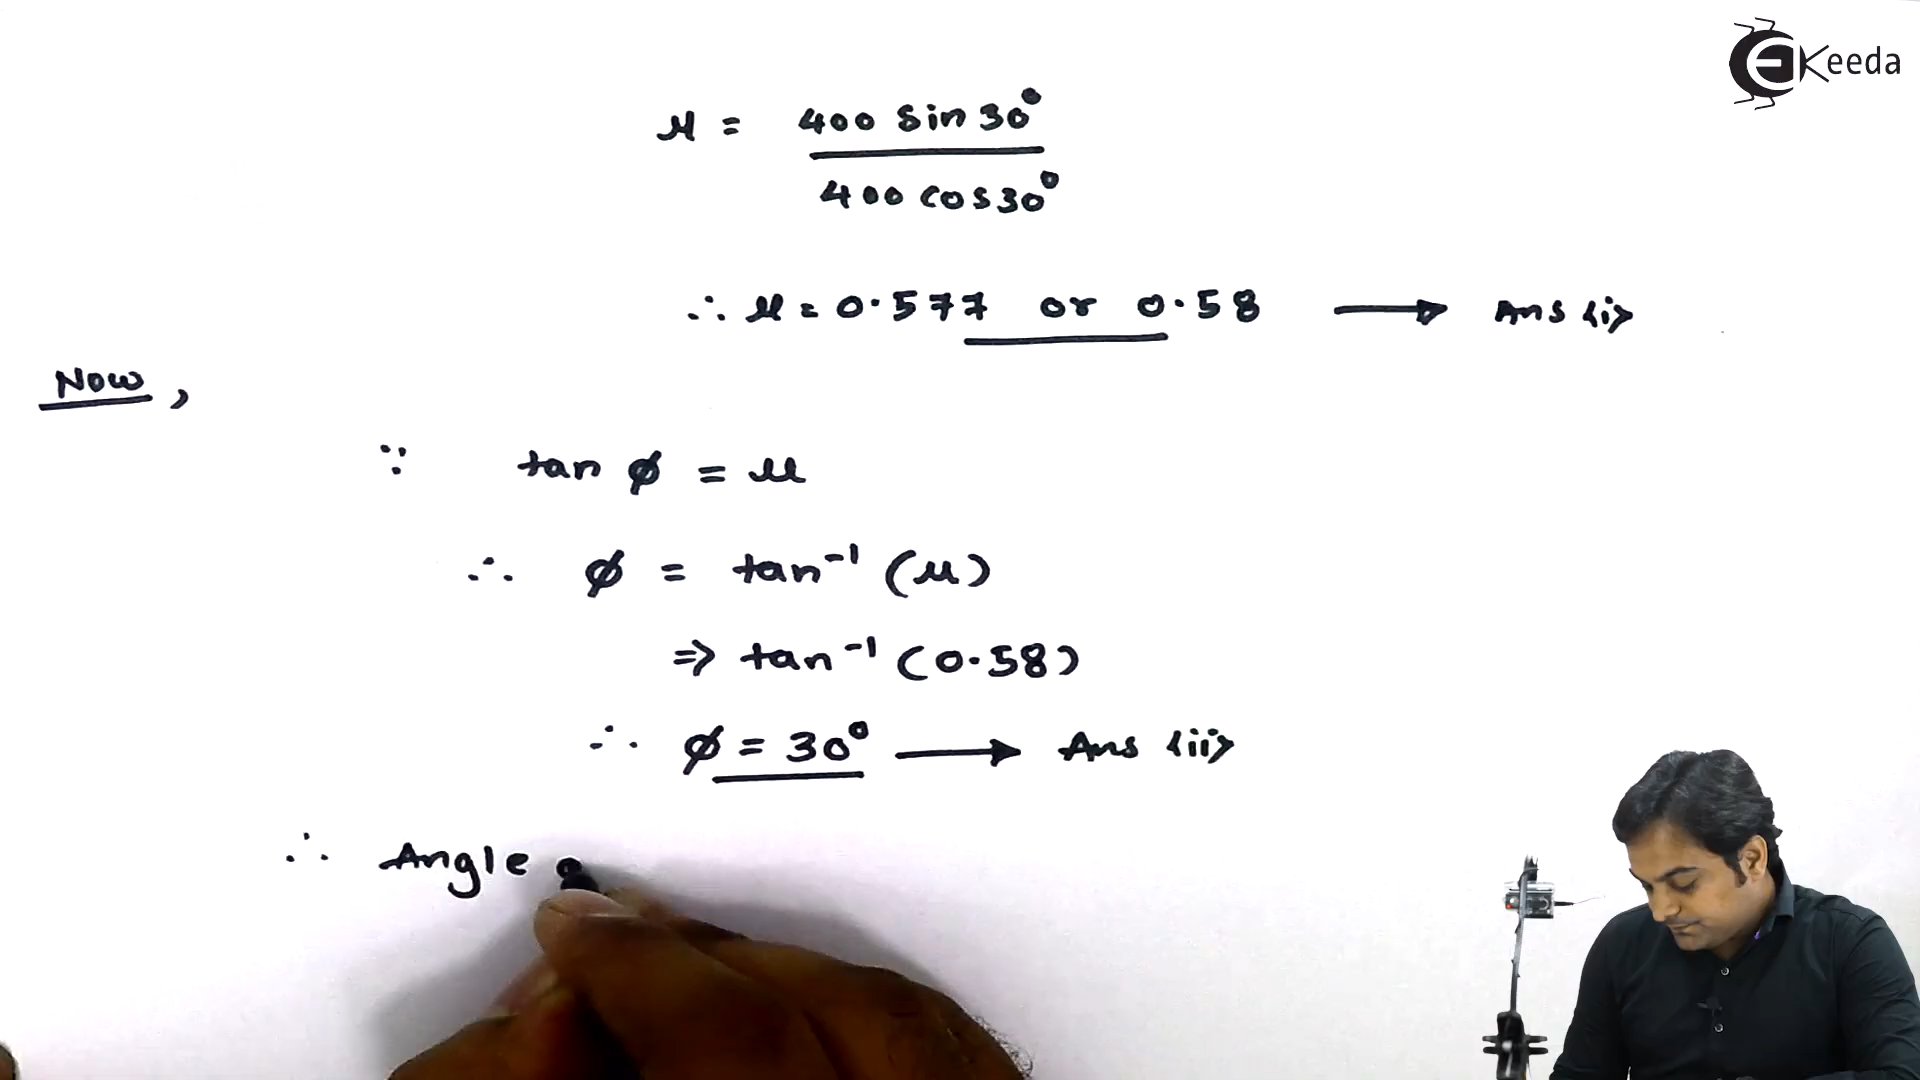 EKeeda
μ = 400 sin 30°
400 cos 30°
∴ μ = 0.577 or 0.58 → Ans (i)
Now,
∵ tan φ = μ
∴ φ = tan⁻¹ (μ)
⇒ tan⁻¹ (0.58)
∴ φ = 30° → Ans (ii)
∴ Angle o